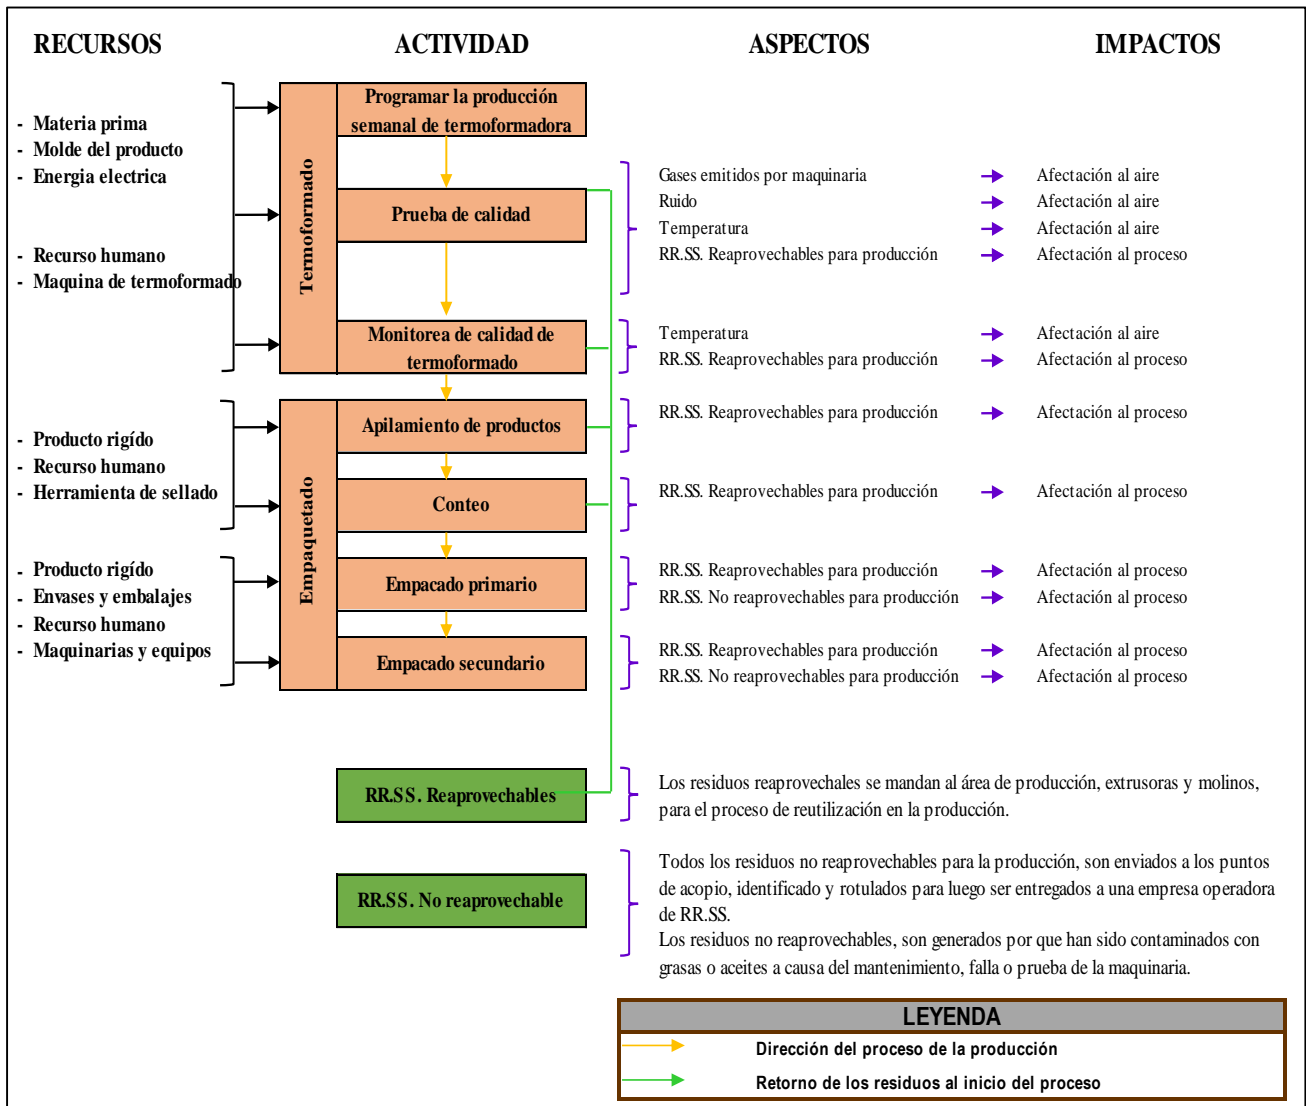 RECURSOS
ACTIVIDAD
ASPECTOS
IMPACTOS
- Materia prima
- Molde del producto
- Energia electrica
- Recurso humano
- Maquina de termoformado
Termoformado
Programar la producción
semanal de termoformadora
Prueba de calidad
Gases emitidos por maquinaria
Afectación al aire
Ruido
Afectación al aire
Temperatura
Afectación al aire
RR.SS. Reaprovechables para producción
Afectación al proceso
Monitorea de calidad de
termoformado
Temperatura
Afectación al aire
RR.SS. Reaprovechables para producción
Afectación al proceso
- Producto rigído
- Recurso humano
- Herramienta de sellado
Empaquetado
Apilamiento de productos
RR.SS. Reaprovechables para producción
Afectación al proceso
Conteo
RR.SS. Reaprovechables para producción
Afectación al proceso
- Producto rigído
- Envases y embalajes
- Recurso humano
- Maquinarias y equipos
Empacado primario
RR.SS. Reaprovechables para producción
Afectación al proceso
RR.SS. No reaprovechables para producción
Afectación al proceso
Empacado secundario
RR.SS. Reaprovechables para producción
Afectación al proceso
RR.SS. No reaprovechables para producción
Afectación al proceso
RR.SS. Reaprovechables
Los residuos reaprovechales se mandan al área de producción, extrusoras y molinos,
para el proceso de reutilización en la producción.
RR.SS. No reaprovechable
Todos los residuos no reaprovechables para la producción, son enviados a los puntos
de acopio, identificado y rotulados para luego ser entregados a una empresa operadora
de RR.SS.
Los residuos no reaprovechables, son generados por que han sido contaminados con
grasas o aceites a causa del mantenimiento, falla o prueba de la maquinaria.
LEYENDA
Dirección del proceso de la producción
Retorno de los residuos al inicio del proceso